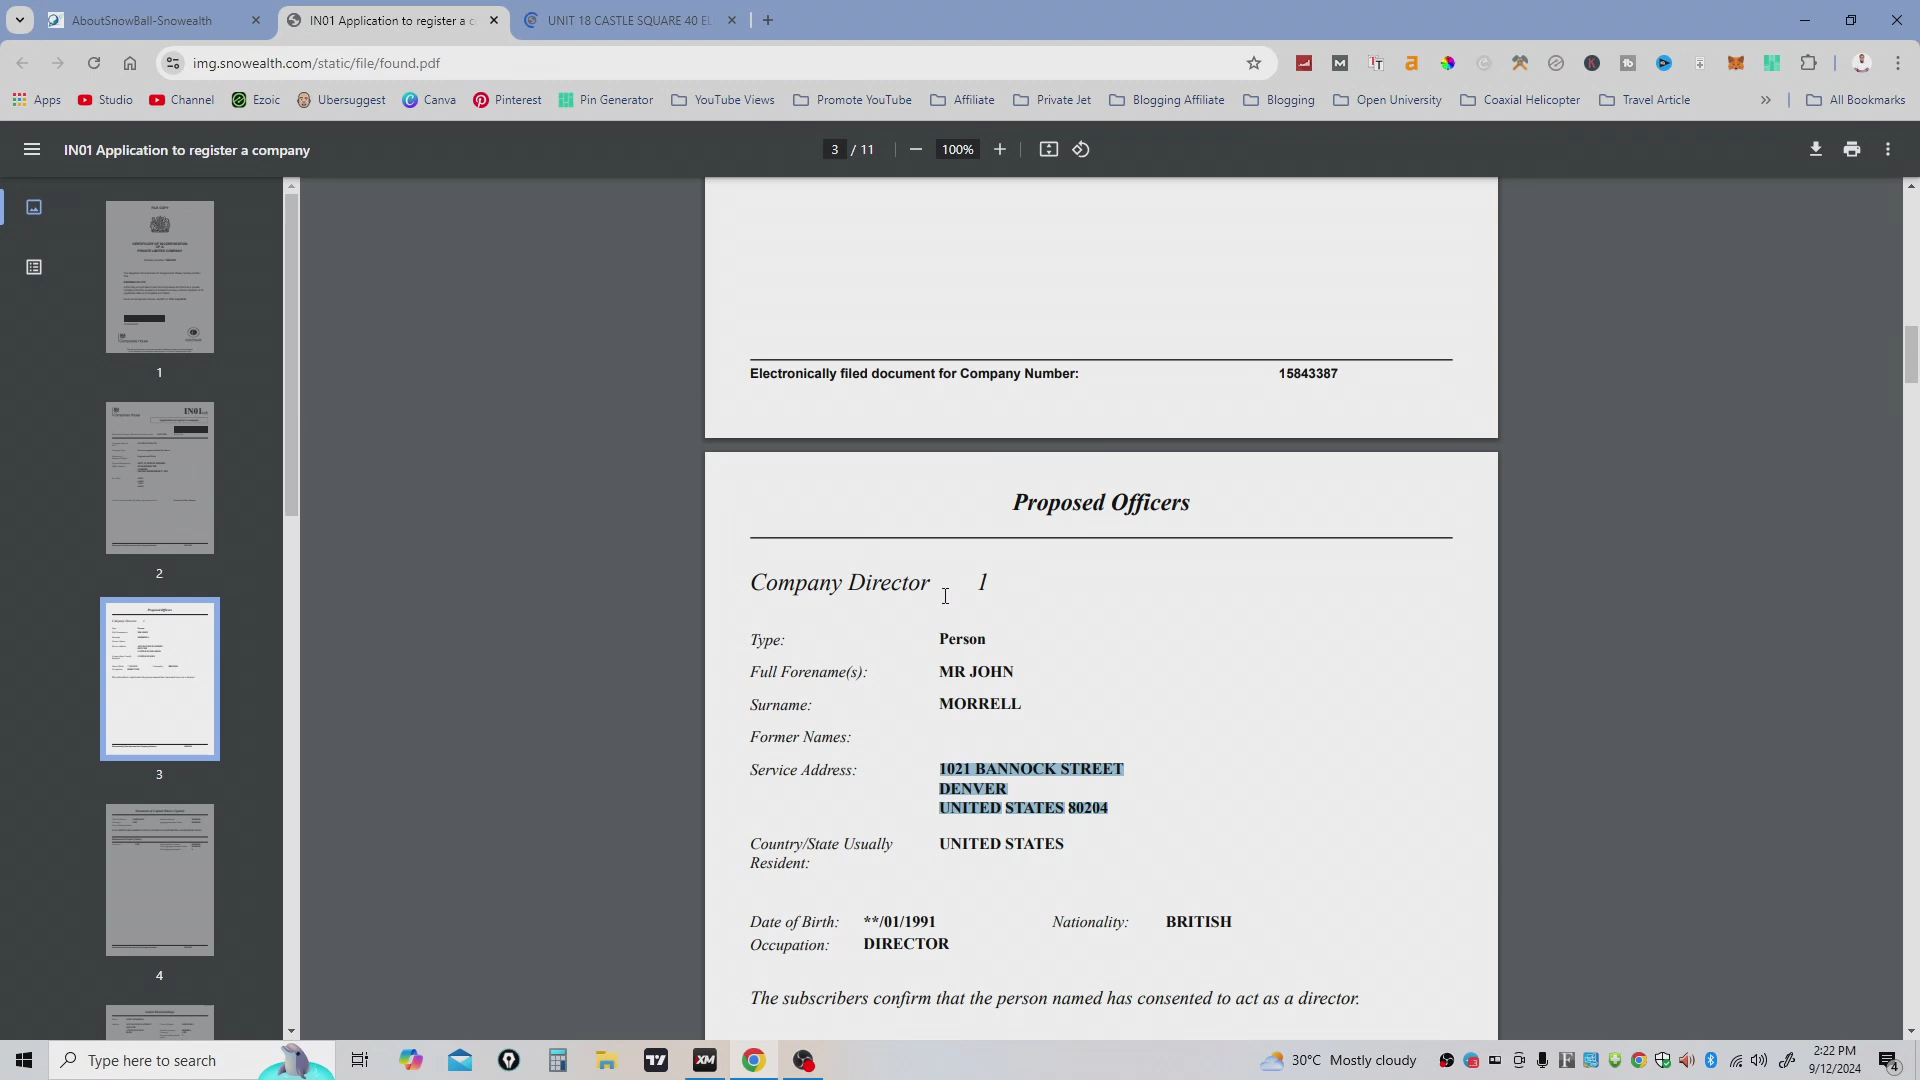 AboutSnowBall-Snowealth
IN01 Application to register a c
UNIT 18 CASTLE SQUARE 40 EL
img.snowealth.com/static/file/found.pdf
Apps
Studio
Channel
Ezoic
Ubersuggest
Canva
Pinterest
Pin Generator
YouTube Views
Promote YouTube
Affiliate
Private Jet
Blogging Affiliate
Blogging
Open University
Coaxial Helicopter
Travel Article
All Bookmarks
IN01 Application to register a company
3 / 11
100%
1
2
3
4
Electronically filed document for Company Number: 15843387
Proposed Officers
Company Director 1
Type: Person
Full Forename(s): MR JOHN
Surname: MORRELL
Former Names:
Service Address: 1021 BANNOCK STREET
DENVER
UNITED STATES 80204
Country/State Usually UNITED STATES
Resident:
Date of Birth: **/01/1991 Nationality: BRITISH
Occupation: DIRECTOR
The subscribers confirm that the person named has consented to act as a director.
Type here to search
30°C Mostly cloudy
2:22 PM
9/12/2024